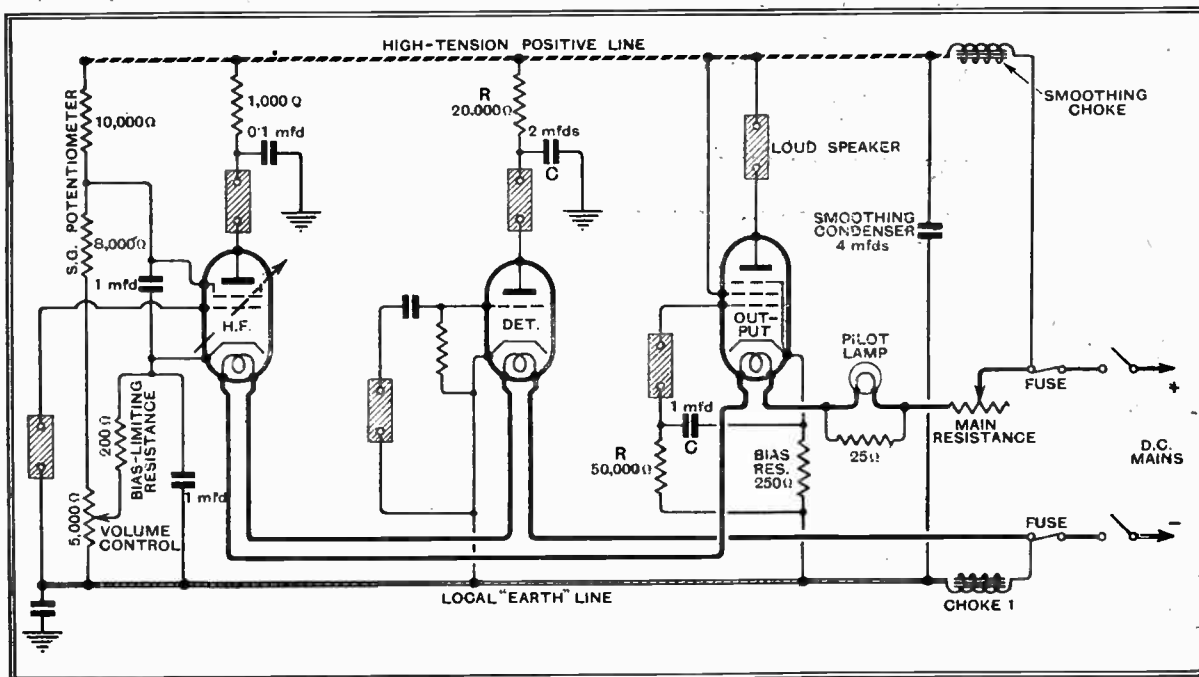 HIGH-TENSION POSITIVE LINE
SMOOTHING
CHOKE
10,000Ω
1,000 Ω
0·1 mfd
R
20.000Ω
2 mfds
C
LOUD SPEAKER
S.G. POTENTIOMETER
8,000Ω
1 mfd
SMOOTHING
CONDENSER
4 mfds
H.F.
DET.
OUT-
PUT
PILOT
LAMP
FUSE
+
MAIN
RESISTANCE
D.C.
MAINS
200Ω
BIAS-LIMITING
RESISTANCE
1 mfd
C
R
50,000Ω
BIAS
RES.
250Ω
25Ω
1 mfd
5,000Ω
VOLUME
CONTROL
FUSE
-
LOCAL "EARTH" LINE
CHOKE 1